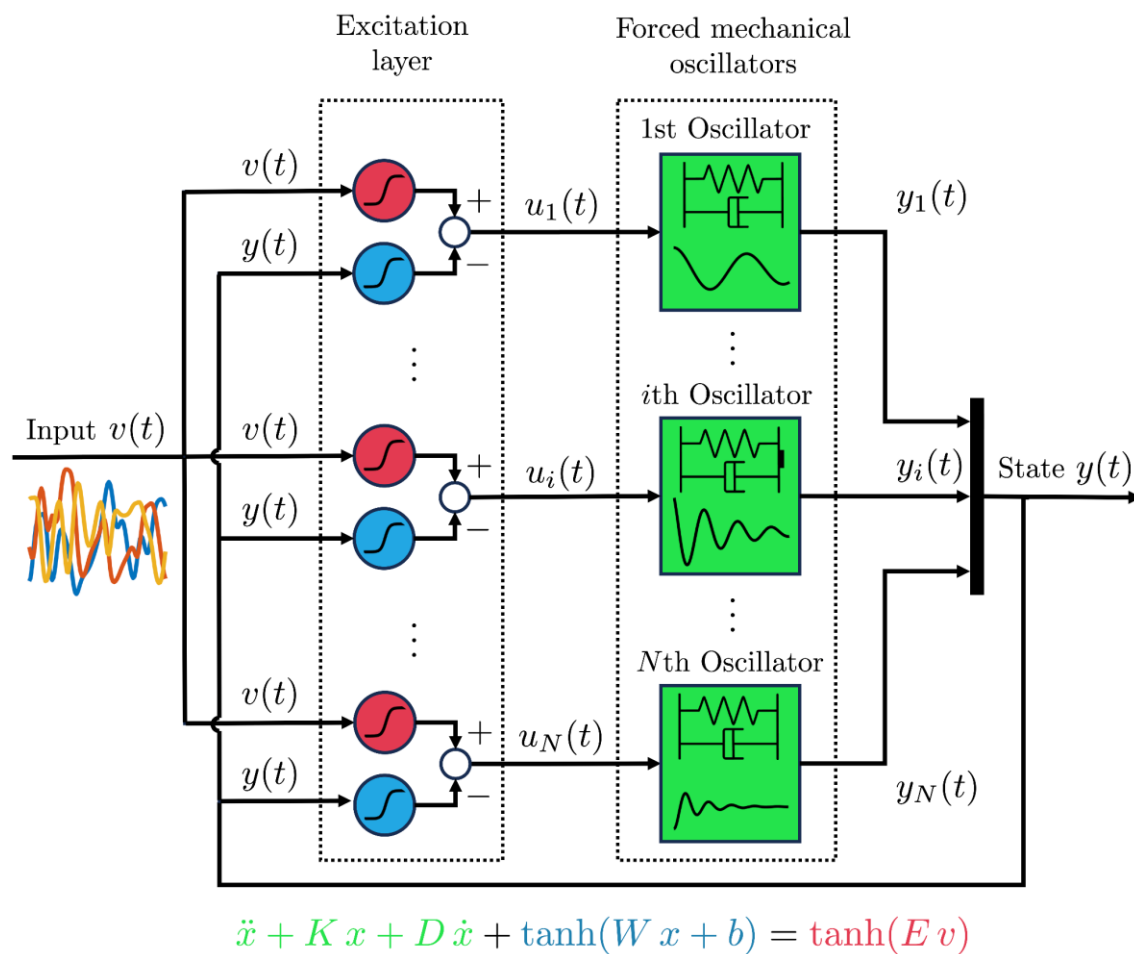 Excitation
layer
Forced mechanical
oscillators
1st Oscillator
v(t)
+
u₁(t)
y₁(t)
y(t)
−
⋮
⋮
ith Oscillator
Input v(t)
v(t)
+
uᵢ(t)
yᵢ(t)
State y(t)
y(t)
−
⋮
⋮
Nth Oscillator
v(t)
+
u_N(t)
y(t)
−
y_N(t)
ẍ + K x + D ẋ + tanh(W x + b) = tanh(E v)